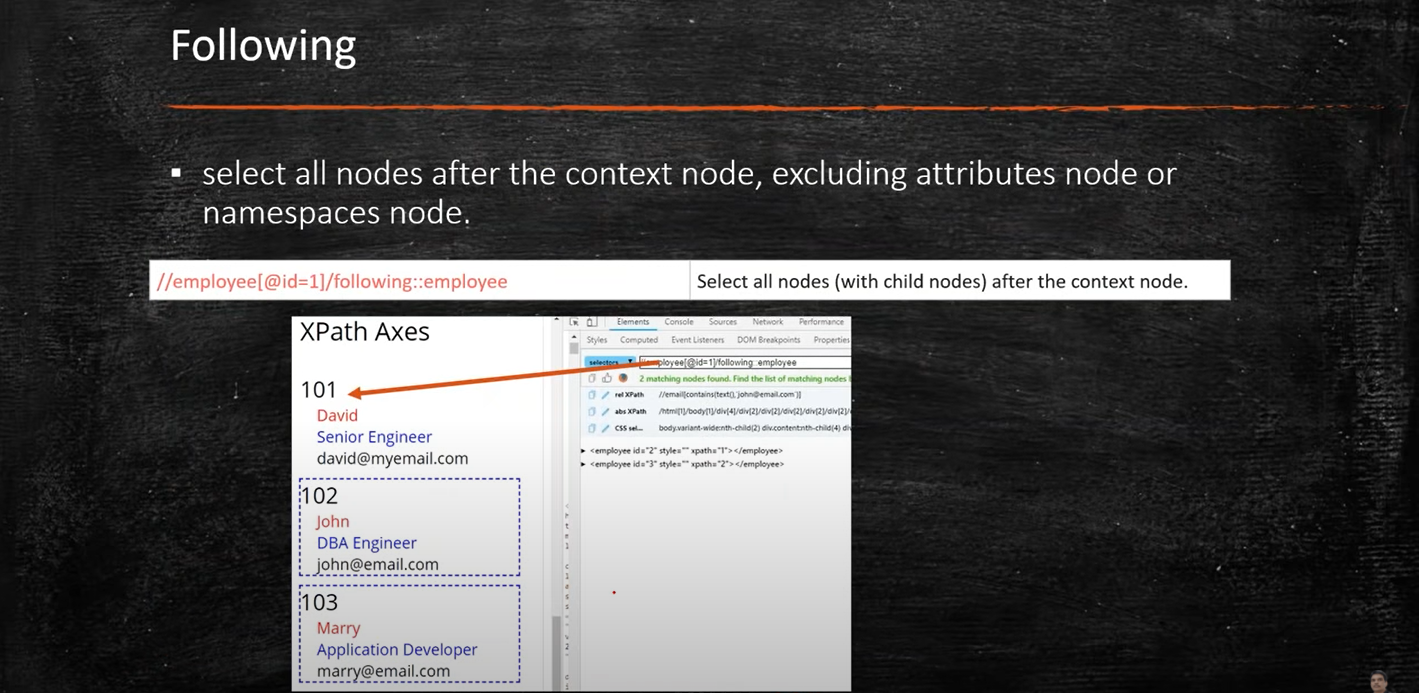 Following
▪ select all nodes after the context node, excluding attributes node or
namespaces node.
//employee[@id=1]/following::employee
Select all nodes (with child nodes) after the context node.
XPath Axes
101
David
Senior Engineer
david@myemail.com
102
John
DBA Engineer
john@email.com
103
Marry
Application Developer
marry@email.com
Elements Console Sources Network Performance
Styles Computed Event Listeners DOM Breakpoints Properties
selectors ployee[@id=1]/following::employee
2 matching nodes found. Find the list of matching nodes
rel XPath //email[contains(text(),'john@email.com')]
abs XPath /html[1]/body[1]/div[4]/div[2]/div[2]/div[2]/div[2]/div[2]/
CSS sel... body.variant-wide:nth-child(2) div.content:nth-child(4) div
▸ <employee id="2" style="" xpath="1"></employee>
▸ <employee id="3" style="" xpath="2"></employee>